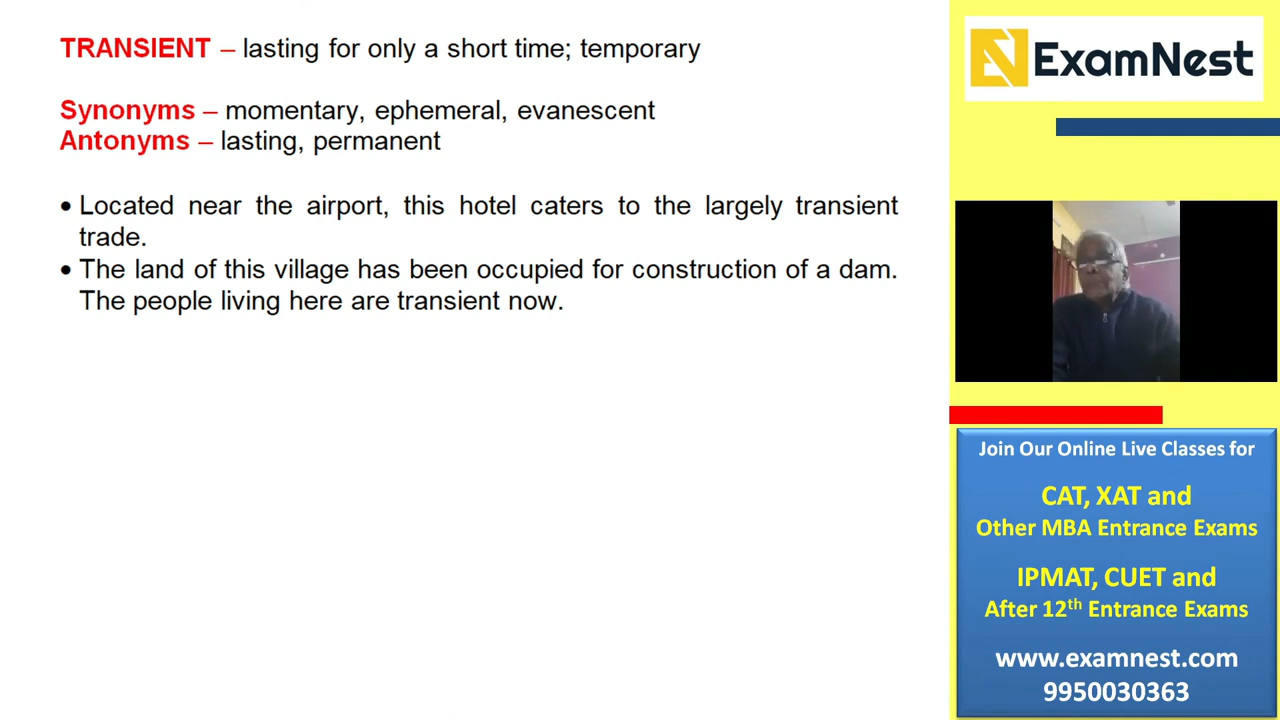 TRANSIENT – lasting for only a short time; temporary
Synonyms – momentary, ephemeral, evanescent
Antonyms – lasting, permanent
• Located near the airport, this hotel caters to the largely transient
trade.
• The land of this village has been occupied for construction of a dam.
The people living here are transient now.
ExamNest
Join Our Online Live Classes for
CAT, XAT and
Other MBA Entrance Exams
IPMAT, CUET and
After 12th Entrance Exams
www.examnest.com
9950030363